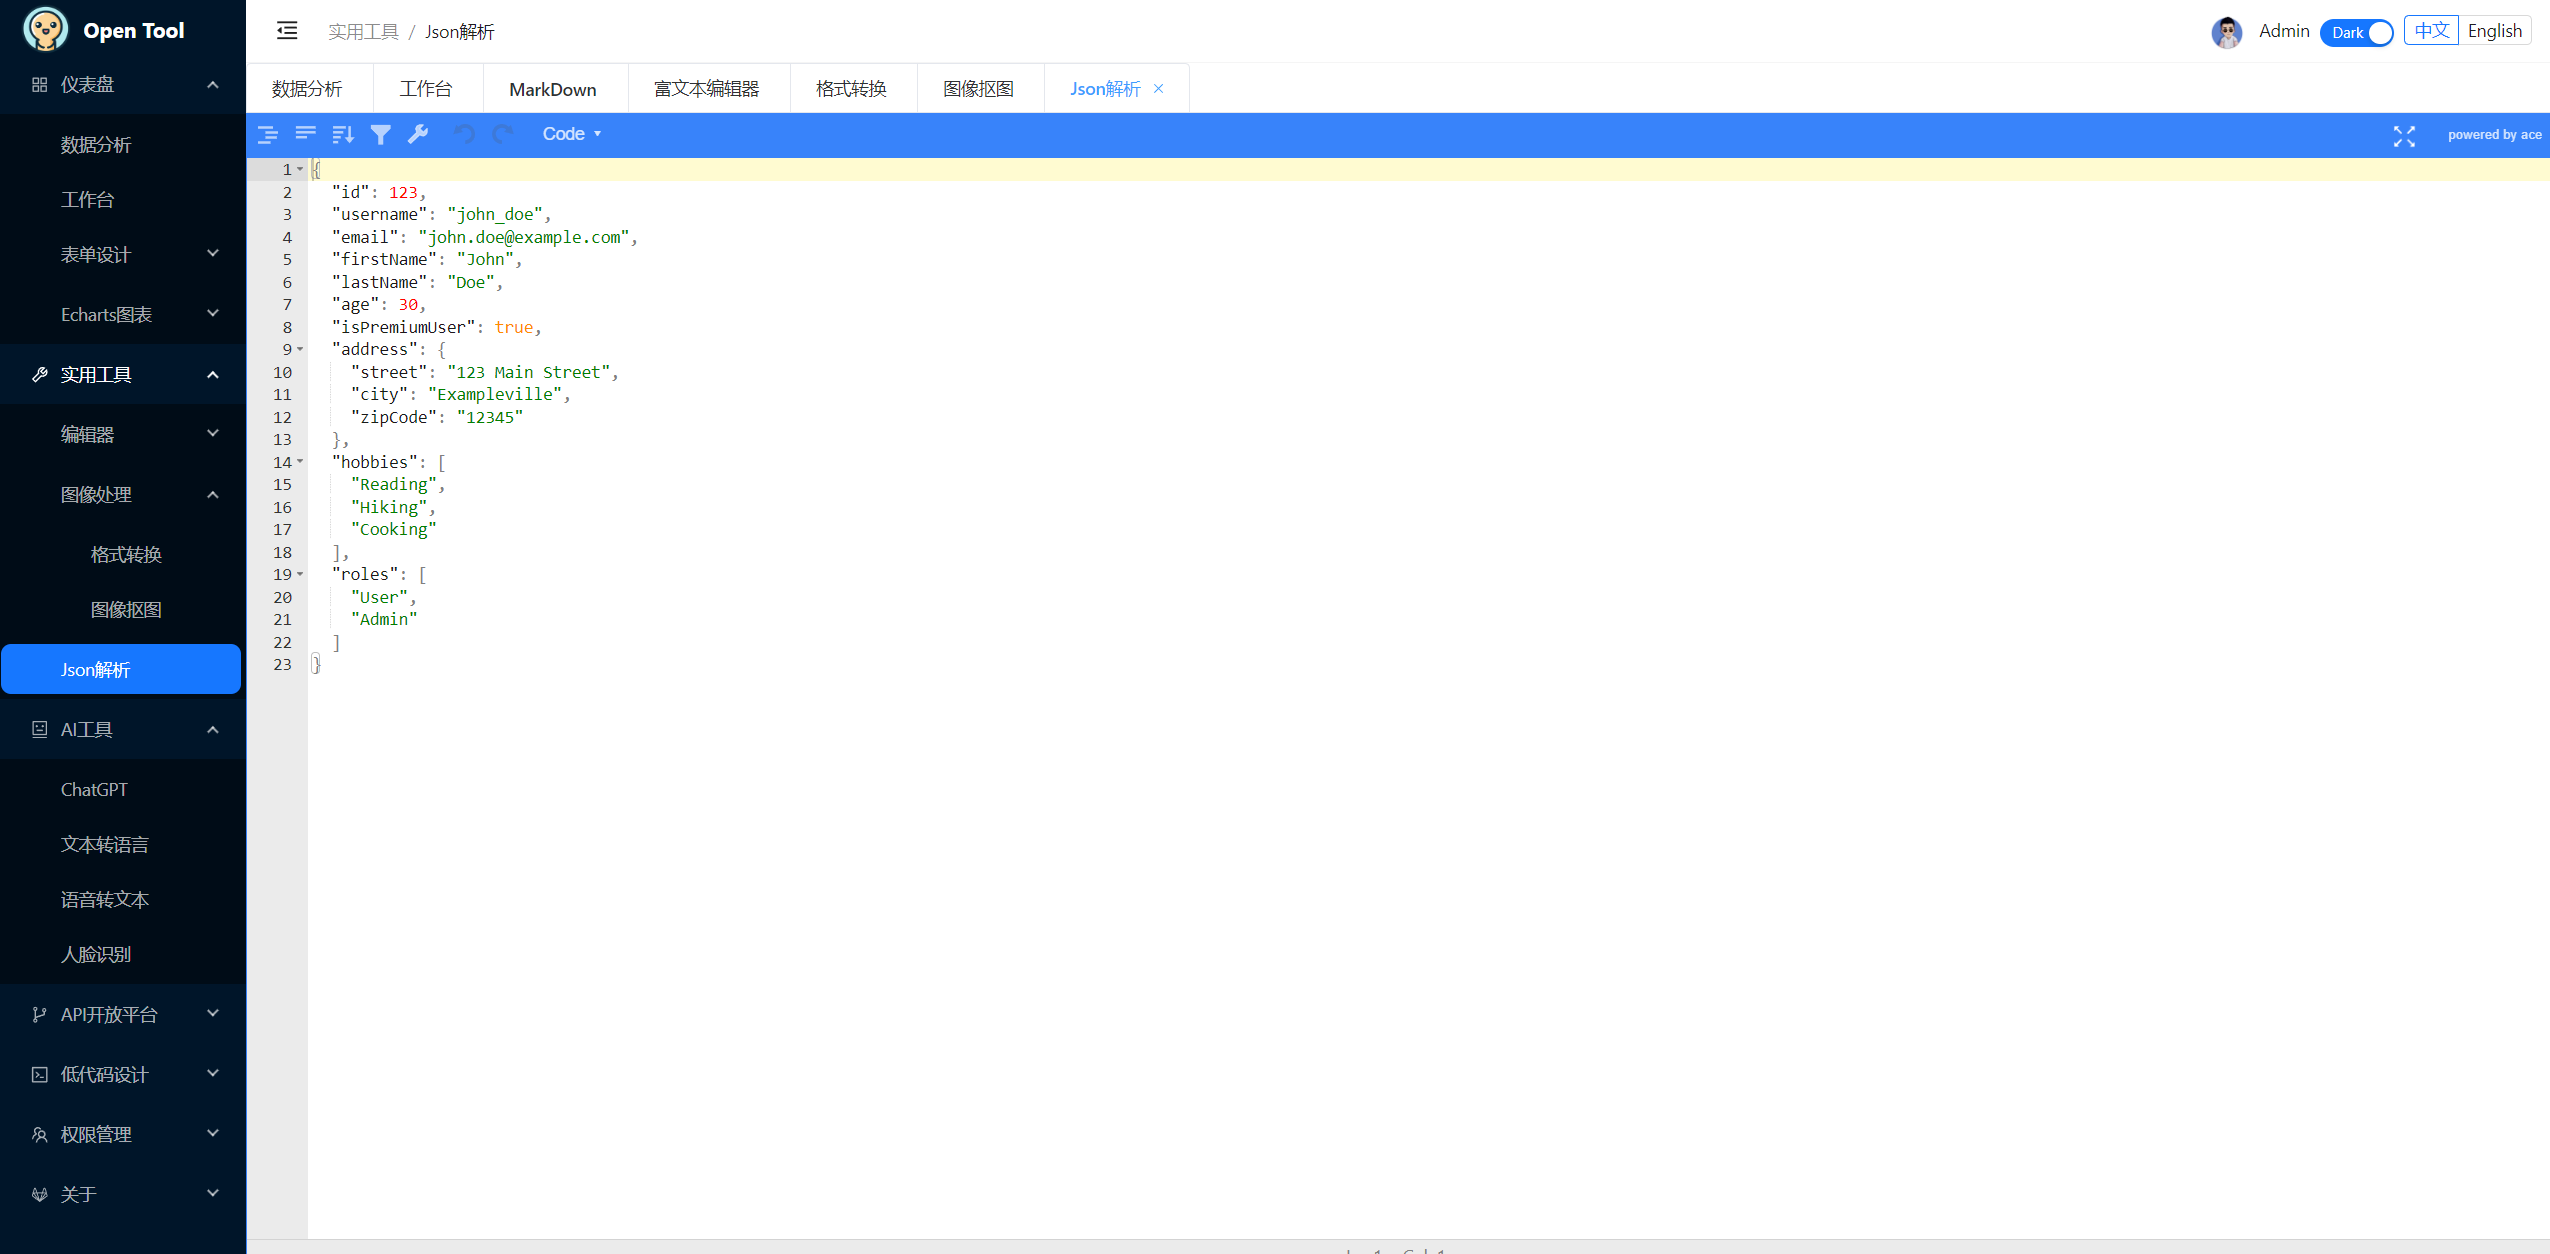 Open Tool
仪表盘
数据分析
工作台
表单设计
Echarts图表
实用工具
编辑器
图像处理
格式转换
图像抠图
Json解析
AI工具
ChatGPT
文本转语言
语音转文本
人脸识别
API开放平台
低代码设计
权限管理
关于
实用工具 / Json解析
Admin Dark 中文 English
数据分析 工作台 MarkDown 富文本编辑器 格式转换 图像抠图 Json解析
Code powered by ace
1 {
2 "id": 123,
3 "username": "john_doe",
4 "email": "john.doe@example.com",
5 "firstName": "John",
6 "lastName": "Doe",
7 "age": 30,
8 "isPremiumUser": true,
9 "address": {
10 "street": "123 Main Street",
11 "city": "Exampleville",
12 "zipCode": "12345"
13 },
14 "hobbies": [
15 "Reading",
16 "Hiking",
17 "Cooking"
18 ],
19 "roles": [
20 "User",
21 "Admin"
22 ]
23 }